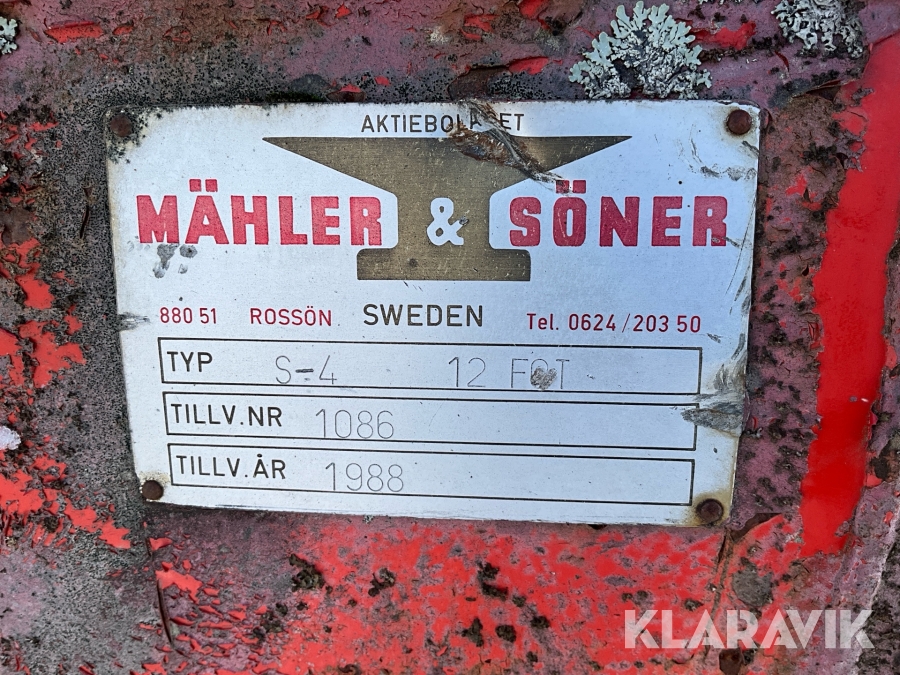 AKTIEBOLAGET
MÄHLER & SÖNER
880 51 ROSSÖN SWEDEN Tel. 0624/203 50
TYP S-4 12 FOT
TILLV.NR 1086
TILLV.ÅR 1988
KLARAVIK